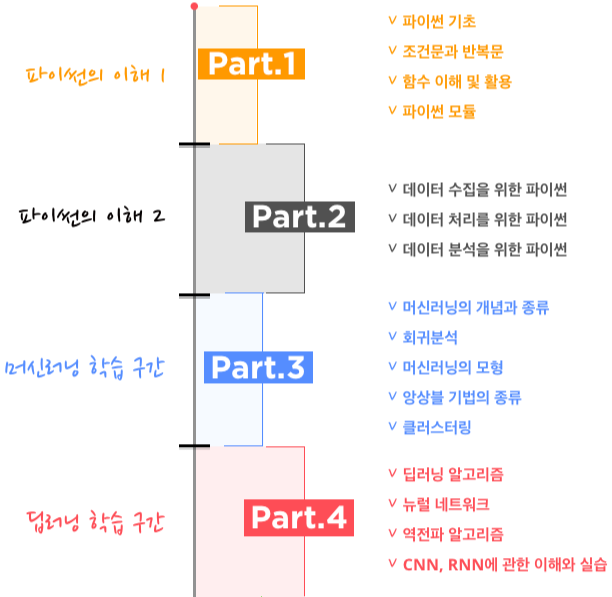 파이썬의 이해 1
Part.1
∨ 파이썬 기초
∨ 조건문과 반복문
∨ 함수 이해 및 활용
∨ 파이썬 모듈
파이썬의 이해 2
Part.2
∨ 데이터 수집을 위한 파이썬
∨ 데이터 처리를 위한 파이썬
∨ 데이터 분석을 위한 파이썬
머신러닝 학습 구간
Part.3
∨ 머신러닝의 개념과 종류
∨ 회귀분석
∨ 머신러닝의 모형
∨ 앙상블 기법의 종류
∨ 클러스터링
딥러닝 학습 구간
Part.4
∨ 딥러닝 알고리즘
∨ 뉴럴 네트워크
∨ 역전파 알고리즘
∨ CNN, RNN에 관한 이해와 실습